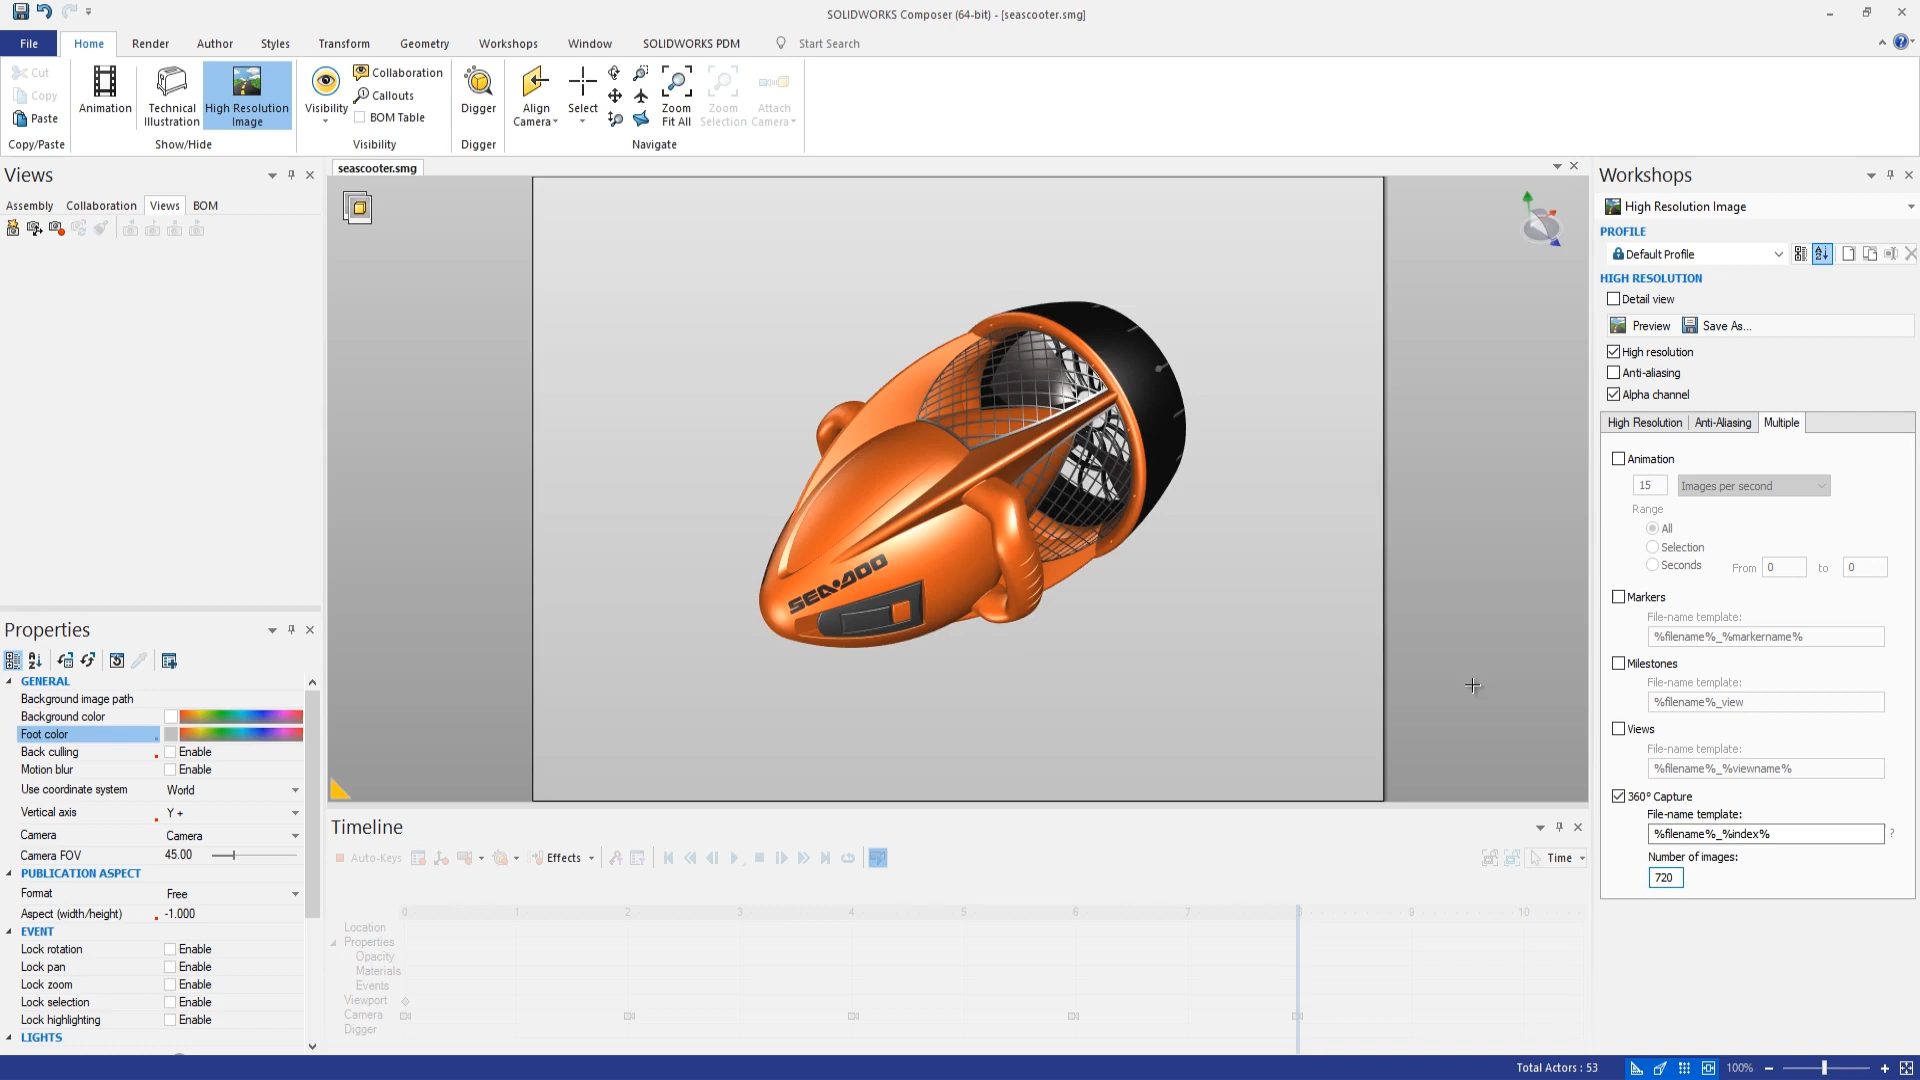 SOLIDWORKS Composer (64-bit) - [seascooter.smg]
File Home Render Author Styles Transform Geometry Workshops Window SOLIDWORKS PDM Start Search
Cut
Copy
Paste
Copy/Paste
Animation
Technical Illustration
High Resolution Image
Show/Hide
Visibility
Collaboration
Callouts
BOM Table
Visibility
Digger
Digger
Align Camera
Select
Zoom Fit All
Zoom Selection
Attach Camera
Navigate
Views
Assembly Collaboration Views BOM
seascooter.smg
SEA-DOO
Properties
GENERAL
Background image path
Background color
Foot color
Back culling Enable
Motion blur Enable
Use coordinate system World
Vertical axis Y +
Camera Camera
Camera FOV 45.00
PUBLICATION ASPECT
Format Free
Aspect (width/height) -1.000
EVENT
Lock rotation Enable
Lock pan Enable
Lock zoom Enable
Lock selection Enable
Lock highlighting Enable
LIGHTS
Timeline
Auto-Keys Effects Time
0 1 2 3 4 5 6 7 8 9 10
Location
Properties
Opacity
Materials
Events
Viewport
Camera
Digger
Workshops
High Resolution Image
PROFILE
Default Profile
HIGH RESOLUTION
Detail view
Preview Save As...
High resolution
Anti-aliasing
Alpha channel
High Resolution Anti-Aliasing Multiple
Animation
15 Images per second
Range
All
Selection
Seconds From 0 to 0
Markers
File-name template:
%filename%_%markername%
Milestones
File-name template:
%filename%_view
Views
File-name template:
%filename%_%viewname%
360º Capture
File-name template:
%filename%_%index% ?
Number of images:
720
Total Actors : 53 100%